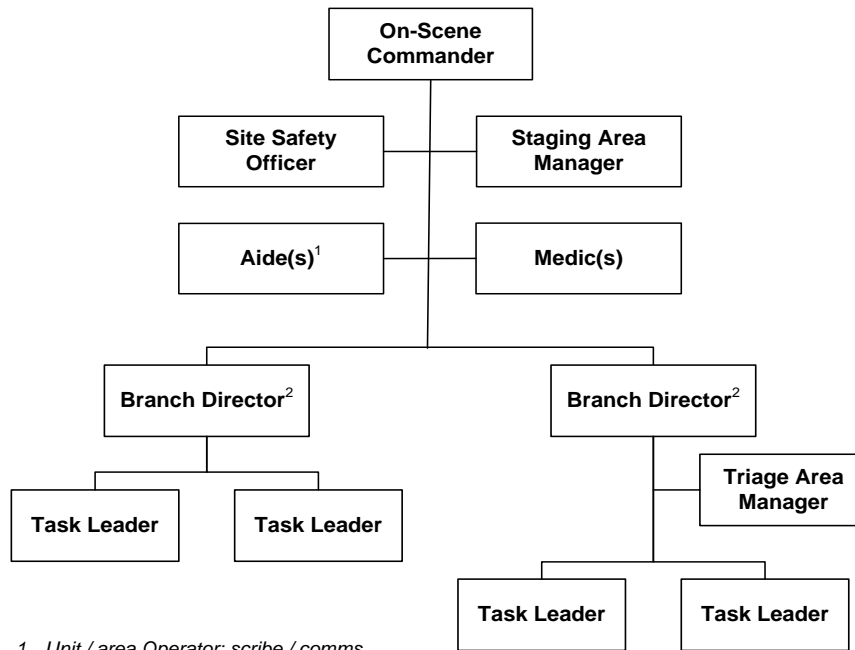 On-Scene
Commander
Site Safety
Officer
Staging Area
Manager
Aide(s)1
Medic(s)
Branch Director2
Branch Director2
Triage Area
Manager
Task Leader
Task Leader
Task Leader
Task Leader
1 Unit / area Operator: scribe / comms